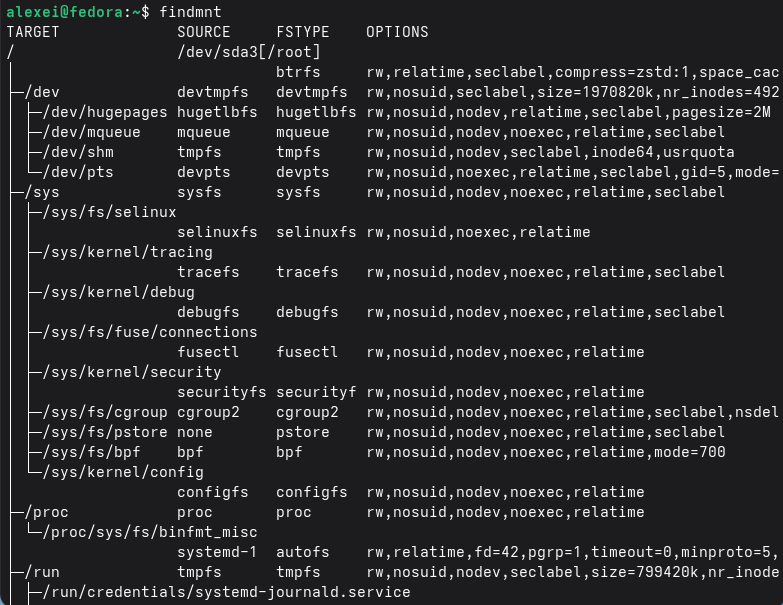 alexei@fedora:~$ findmnt
TARGET SOURCE FSTYPE OPTIONS
/ /dev/sda3[/root]
btrfs rw,relatime,seclabel,compress=zstd:1,space_cac
├─/dev devtmpfs devtmpfs rw,nosuid,seclabel,size=1970820k,nr_inodes=492
│ ├─/dev/hugepages hugetlbfs hugetlbfs rw,nosuid,nodev,relatime,seclabel,pagesize=2M
│ ├─/dev/mqueue mqueue mqueue rw,nosuid,nodev,noexec,relatime,seclabel
│ ├─/dev/shm tmpfs tmpfs rw,nosuid,nodev,seclabel,inode64,usrquota
│ └─/dev/pts devpts devpts rw,nosuid,noexec,relatime,seclabel,gid=5,mode=
├─/sys sysfs sysfs rw,nosuid,nodev,noexec,relatime,seclabel
│ ├─/sys/fs/selinux
│ │ selinuxfs selinuxfs rw,nosuid,noexec,relatime
│ ├─/sys/kernel/tracing
│ │ tracefs tracefs rw,nosuid,nodev,noexec,relatime,seclabel
│ ├─/sys/kernel/debug
│ │ debugfs debugfs rw,nosuid,nodev,noexec,relatime,seclabel
│ ├─/sys/fs/fuse/connections
│ │ fusectl fusectl rw,nosuid,nodev,noexec,relatime
│ ├─/sys/kernel/security
│ │ securityfs securityf rw,nosuid,nodev,noexec,relatime
│ ├─/sys/fs/cgroup cgroup2 cgroup2 rw,nosuid,nodev,noexec,relatime,seclabel,nsdel
│ ├─/sys/fs/pstore none pstore rw,nosuid,nodev,noexec,relatime,seclabel
│ ├─/sys/fs/bpf bpf bpf rw,nosuid,nodev,noexec,relatime,mode=700
│ └─/sys/kernel/config
│ configfs configfs rw,nosuid,nodev,noexec,relatime
├─/proc proc proc rw,nosuid,nodev,noexec,relatime
│ └─/proc/sys/fs/binfmt_misc
│ systemd-1 autofs rw,relatime,fd=42,pgrp=1,timeout=0,minproto=5,
├─/run tmpfs tmpfs rw,nosuid,nodev,seclabel,size=799420k,nr_inode
│ ├─/run/credentials/systemd-journald.service